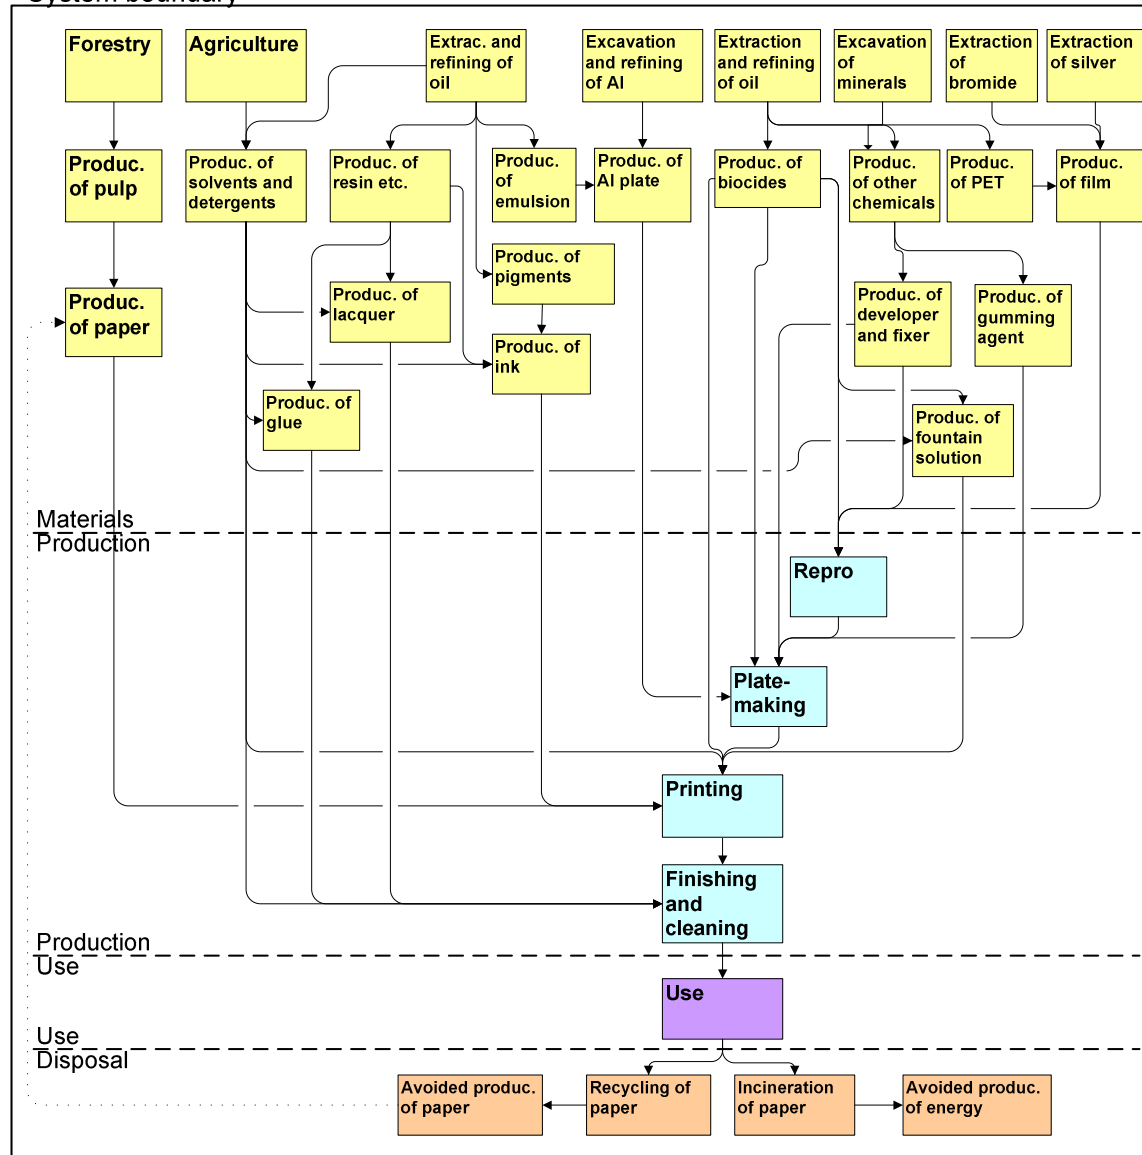 System boundary
Forestry
Agriculture
Extrac. and
refining of
oil
Excavation
and refining
of Al
Extraction
and refining
of oil
Excavation
of
minerals
Extraction
of
bromide
Extraction
of silver
Produc.
of pulp
Produc. of
solvents and
detergents
Produc. of
resin etc.
Produc.
of
emulsion
Produc. of
Al plate
Produc. of
biocides
Produc.
of other
chemicals
Produc.
of PET
Produc.
of film
Produc. of
pigments
Produc.
of paper
Produc. of
lacquer
Produc. of
ink
Produc. of
developer
and fixer
Produc. of
gumming
agent
Produc. of
glue
Produc. of
fountain
solution
Materials
Production
Repro
Plate-
making
Printing
Finishing
and
cleaning
Production
Use
Use
Use
Disposal
Avoided produc.
of paper
Recycling of
paper
Incineration
of paper
Avoided produc.
of energy